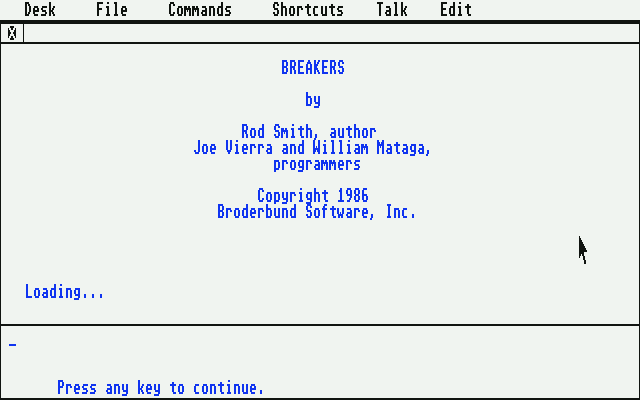 Desk File Commands Shortcuts Talk Edit
BREAKERS
by
Rod Smith, author
Joe Vierra and William Mataga,
programmers
Copyright 1986
Broderbund Software, Inc.
Loading...
Press any key to continue.